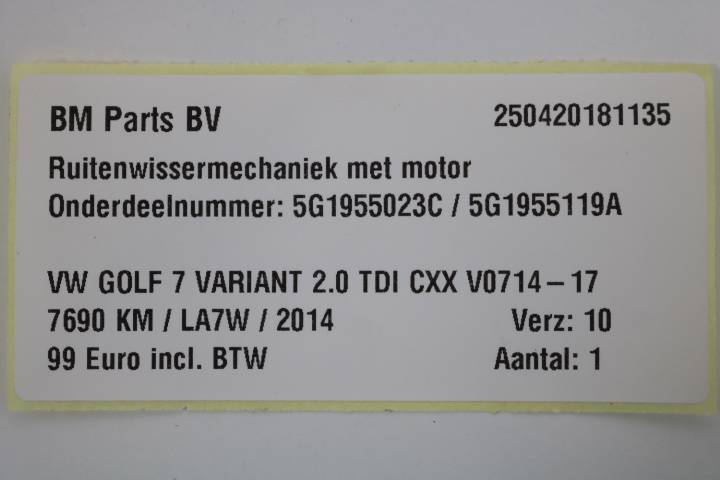 BM Parts BV 250420181135
Ruitenwissermechaniek met motor
Onderdeelnummer: 5G1955023C / 5G1955119A
VW GOLF 7 VARIANT 2.0 TDI CXX V0714 – 17
7690 KM / LA7W / 2014 Verz: 10
99 Euro incl. BTW Aantal: 1